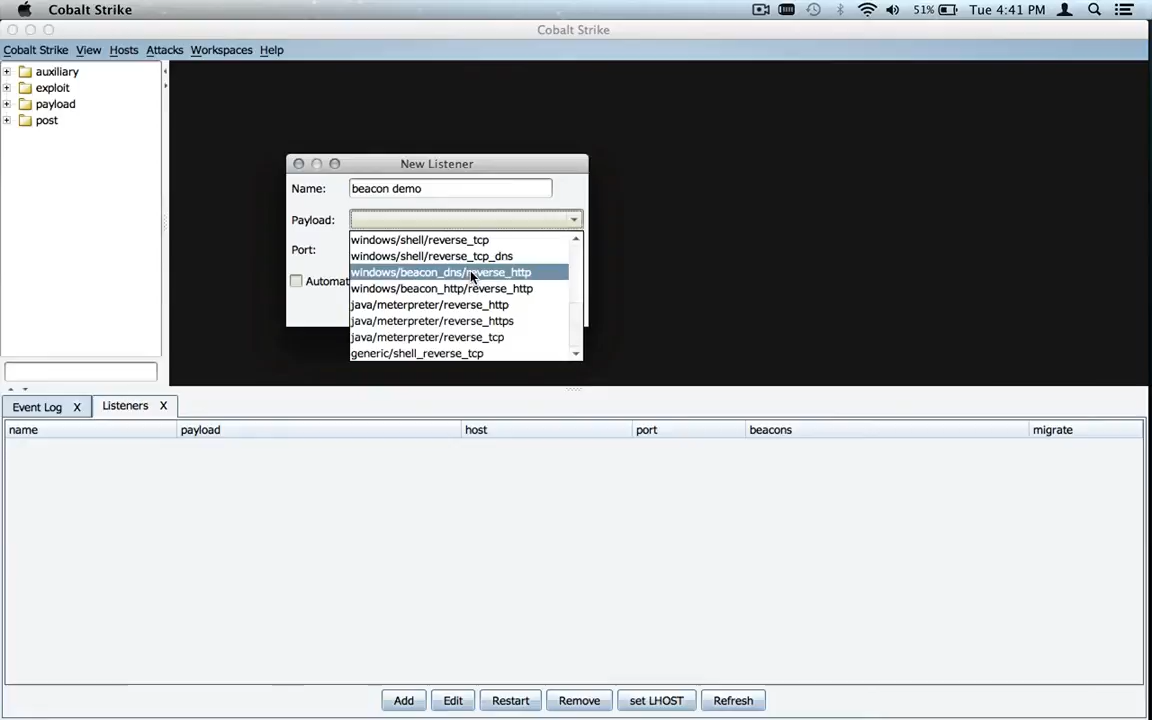 Cobalt Strike
51%
Tue 4:41 PM
Cobalt Strike
Cobalt Strike View Hosts Attacks Workspaces Help
auxiliary
exploit
payload
post
New Listener
Name: beacon demo
Payload:
Port:
Automat
windows/shell/reverse_tcp
windows/shell/reverse_tcp_dns
windows/beacon_dns/reverse_http
windows/beacon_http/reverse_http
java/meterpreter/reverse_http
java/meterpreter/reverse_https
java/meterpreter/reverse_tcp
generic/shell_reverse_tcp
Event Log X Listeners X
name payload host port beacons migrate
Add Edit Restart Remove set LHOST Refresh